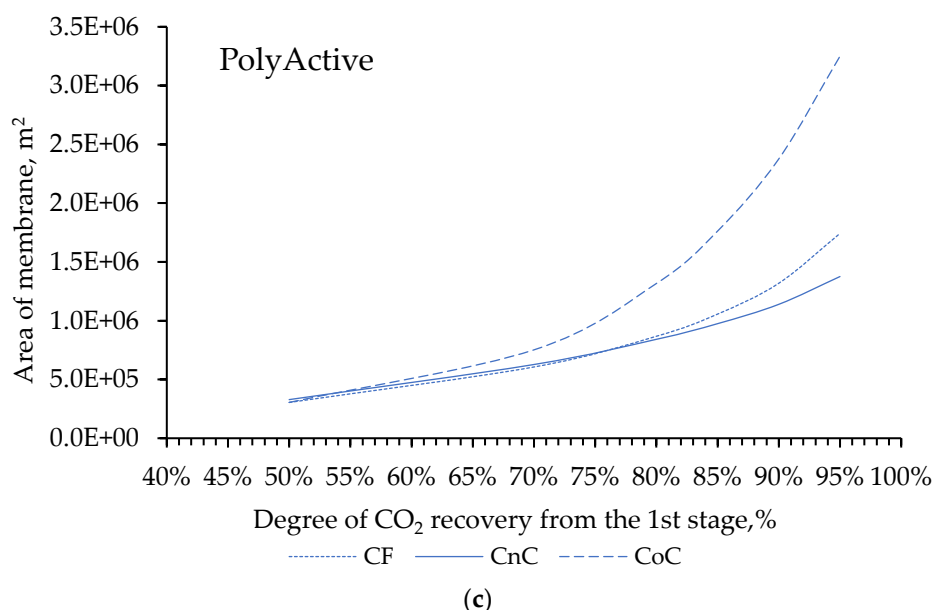 PolyActive
Area of membrane, m²
3.5E+06
3.0E+06
2.5E+06
2.0E+06
1.5E+06
1.0E+06
5.0E+05
0.0E+00
40% 45% 50% 55% 60% 65% 70% 75% 80% 85% 90% 95% 100%
Degree of CO₂ recovery from the 1st stage,%
CF CnC CoC
(c)